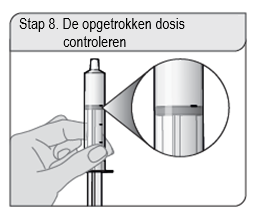 Stap 8. De opgetrokken dosis
controleren